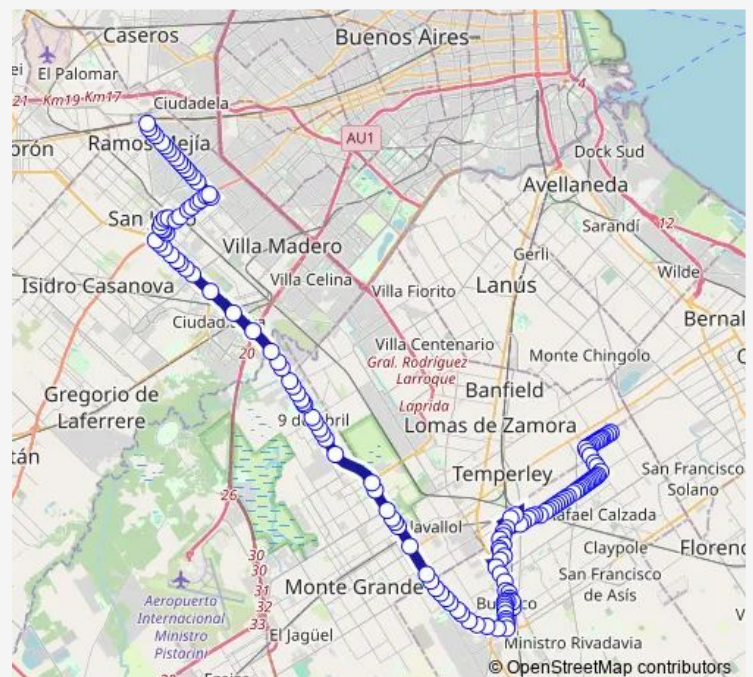 Caseros
Buenos Aires
El Palomar
21
Km19
Km17
Ciudadela
4
AU1
Ramos Mejía
Dock Sud
Avellaneda
San
Sarandí
12
Villa Madero
Gerli
Wilde
Isidro Casanova
Villa Celina
Villa Fiorito
Lanús
Bernal
20
Villa Centenario
Monte Chingolo
Gral. Rodríguez
Larroque
Banfield
Gregorio de
Laferrere
Laprida
9 de
Lomas de Zamora
tán
Temperley
San Francisco
Solano
26
Rafael Calzada
Claypole
Florenc
30
30
31
32
33
Monte Grande
San Francisco
de Asís
Aeropuerto
Internacional
Ministro
Pistarini
El Jagüel
Ministro Rivadavia
© OpenStreetMap contributors